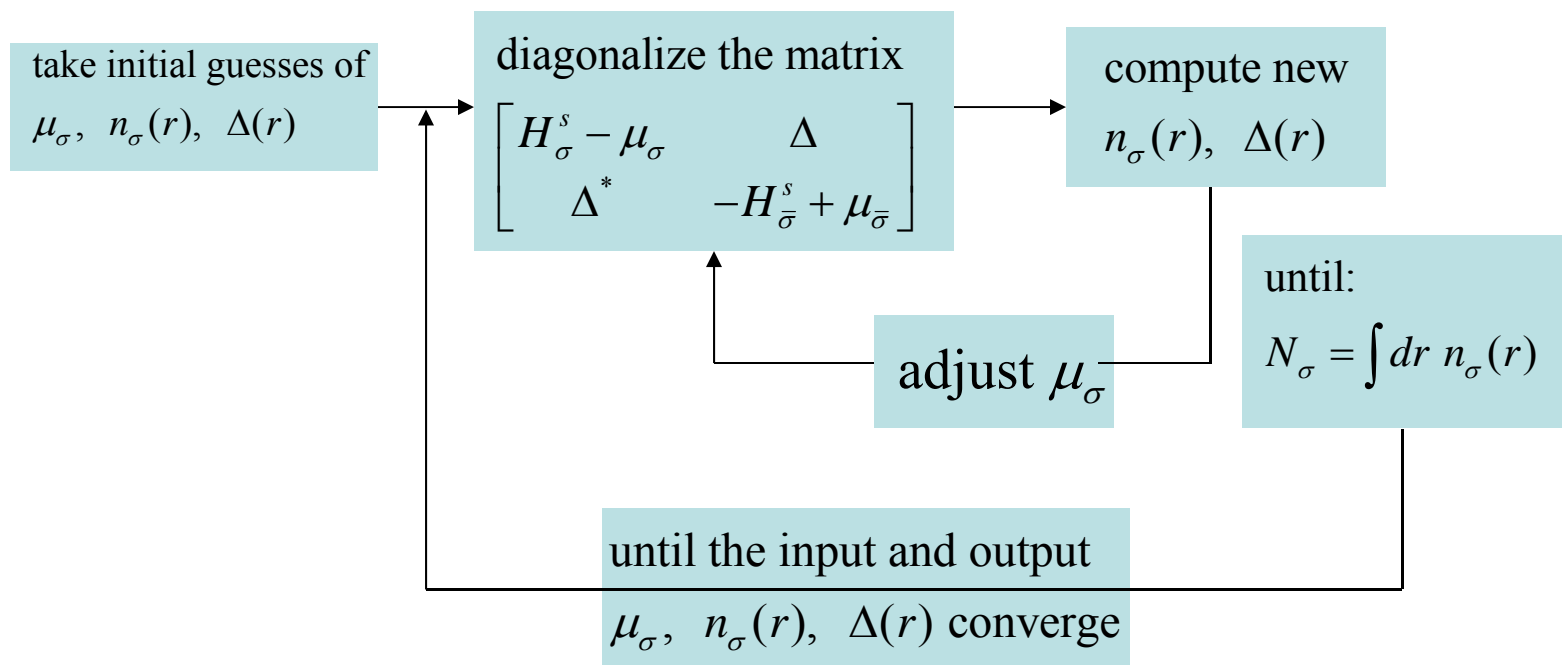 take initial guesses of
μ_σ, n_σ(r), Δ(r)
diagonalize the matrix
[ H^s_σ − μ_σ   Δ
Δ^*   −H^s_σ̄ + μ_σ̄ ]
compute new
n_σ(r), Δ(r)
adjust μ_σ
until:
N_σ = ∫ dr n_σ(r)
until the input and output
μ_σ, n_σ(r), Δ(r) converge